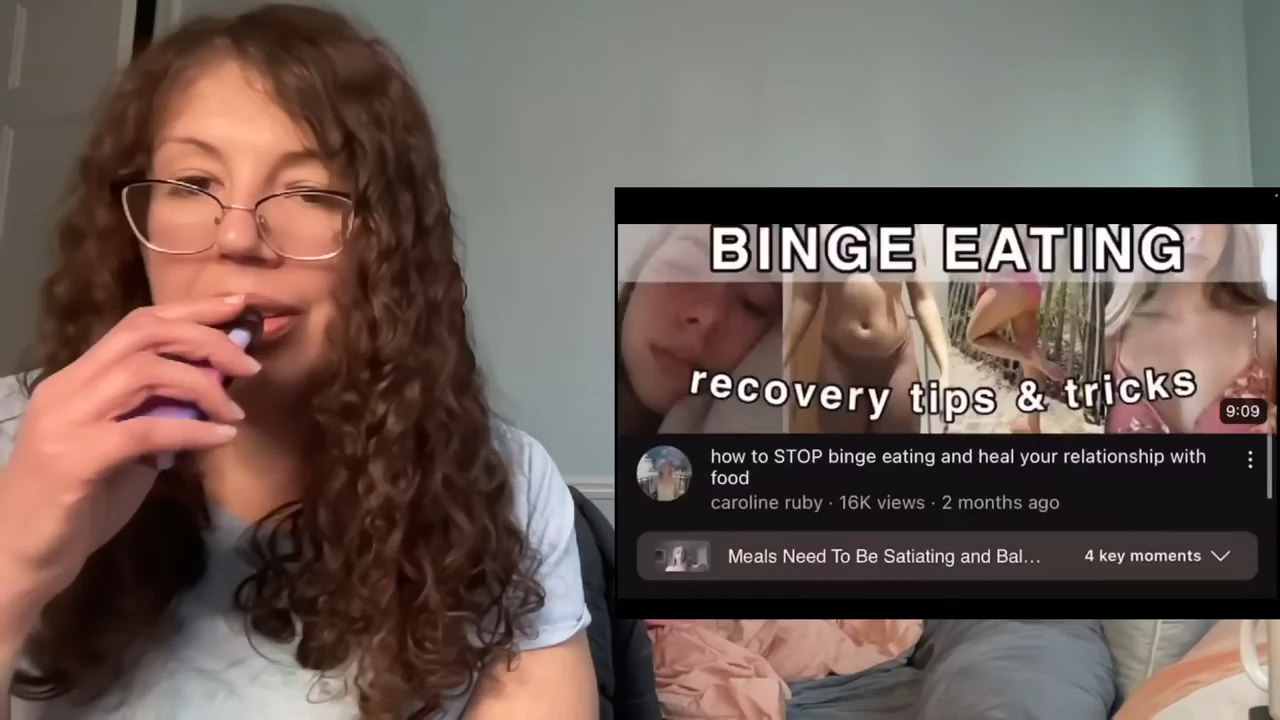 BINGE EATING
recovery tips & tricks
9:09
how to STOP binge eating and heal your relationship with
food
caroline ruby · 16K views · 2 months ago
Meals Need To Be Satiating and Bal...
4 key moments